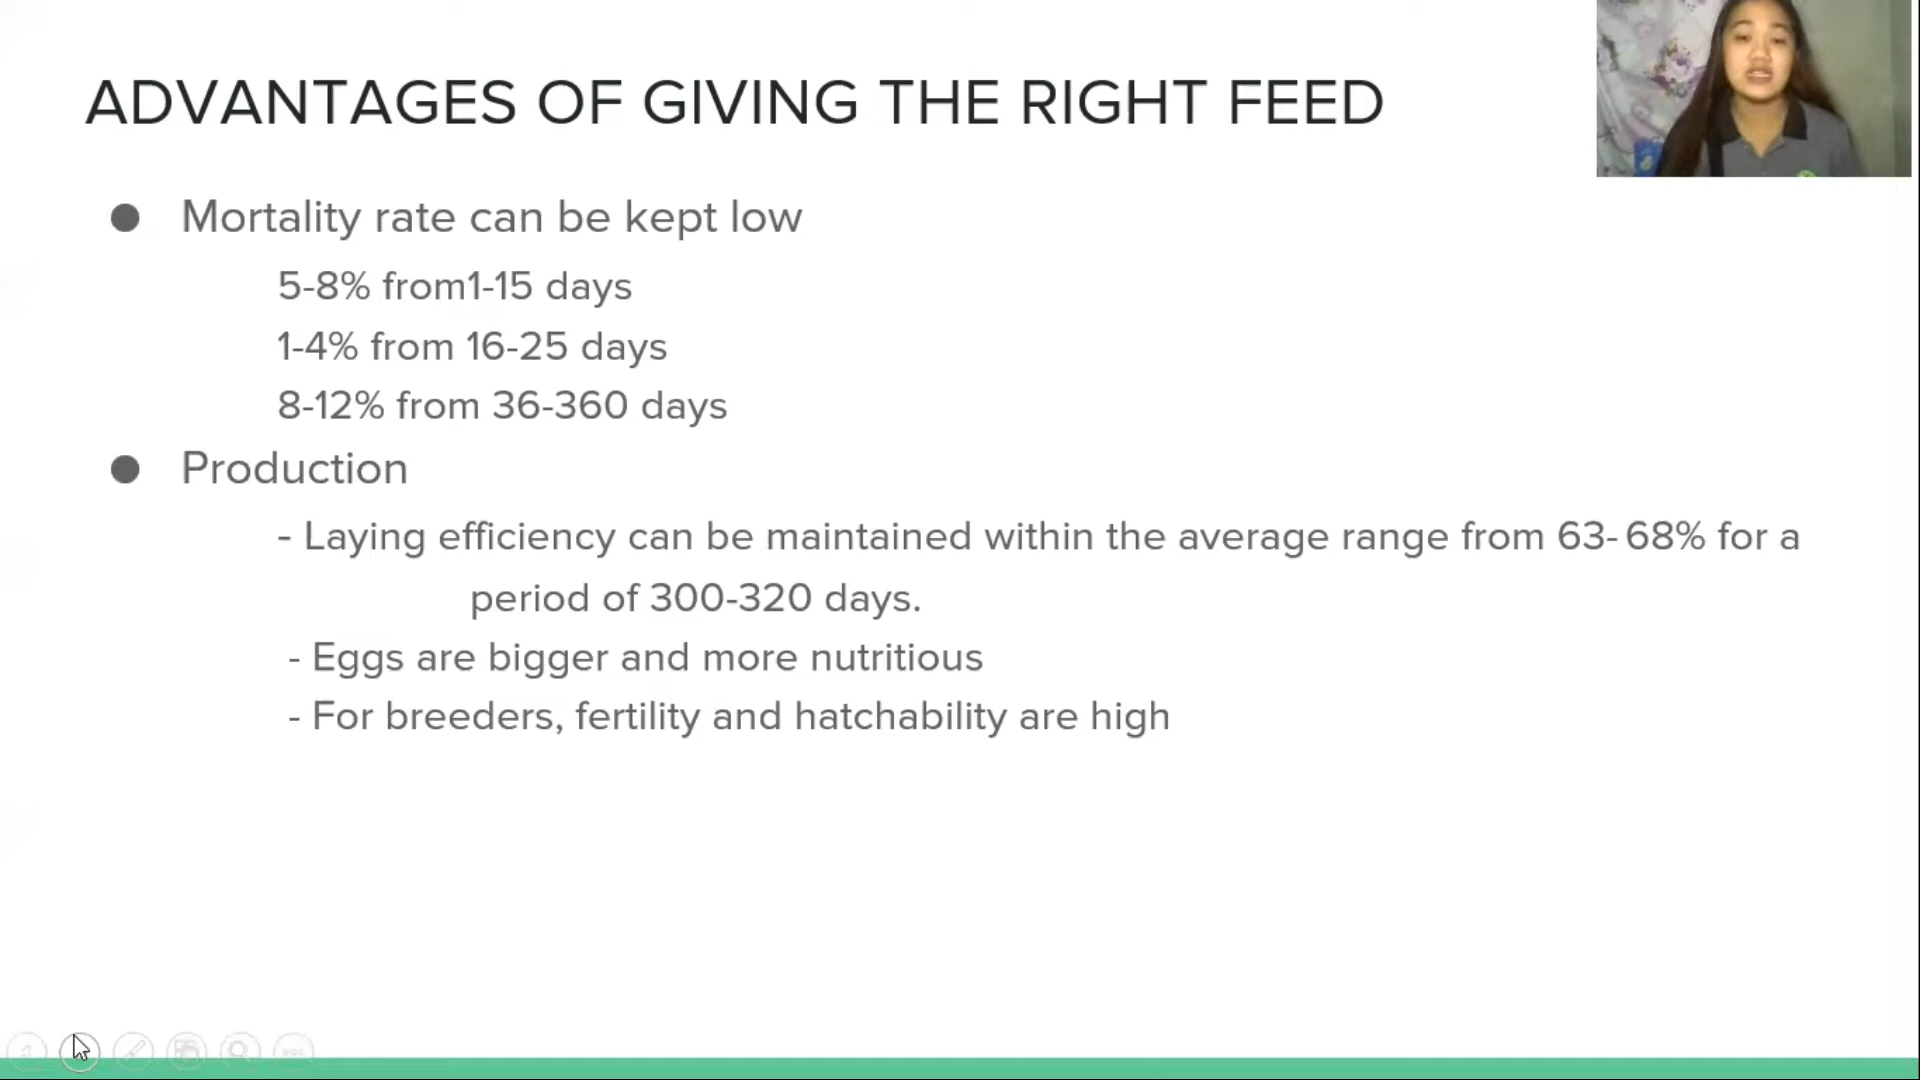 ADVANTAGES OF GIVING THE RIGHT FEED
● Mortality rate can be kept low
5-8% from1-15 days
1-4% from 16-25 days
8-12% from 36-360 days
● Production
- Laying efficiency can be maintained within the average range from 63- 68% for a
period of 300-320 days.
- Eggs are bigger and more nutritious
- For breeders, fertility and hatchability are high